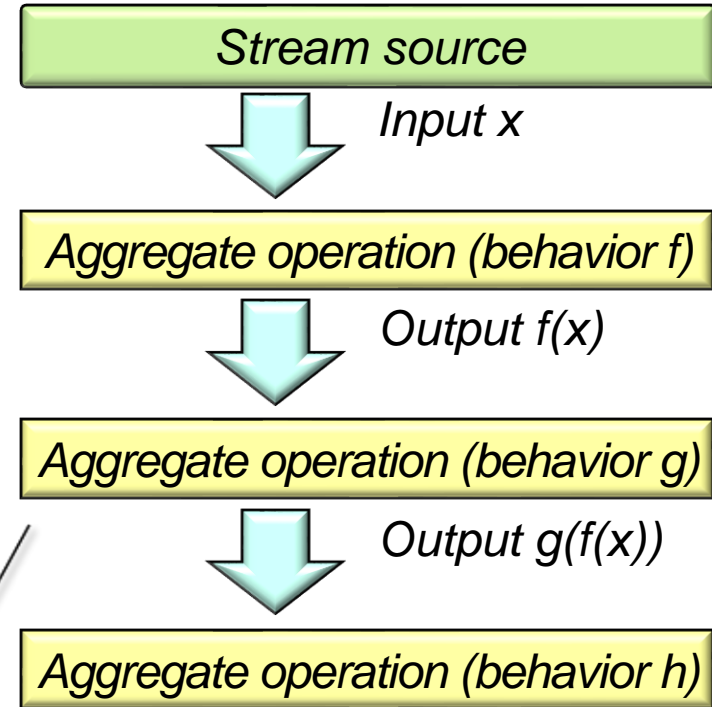 Stream source
Input x
Aggregate operation (behavior f)
Output f(x)
Aggregate operation (behavior g)
Output g(f(x))
Aggregate operation (behavior h)